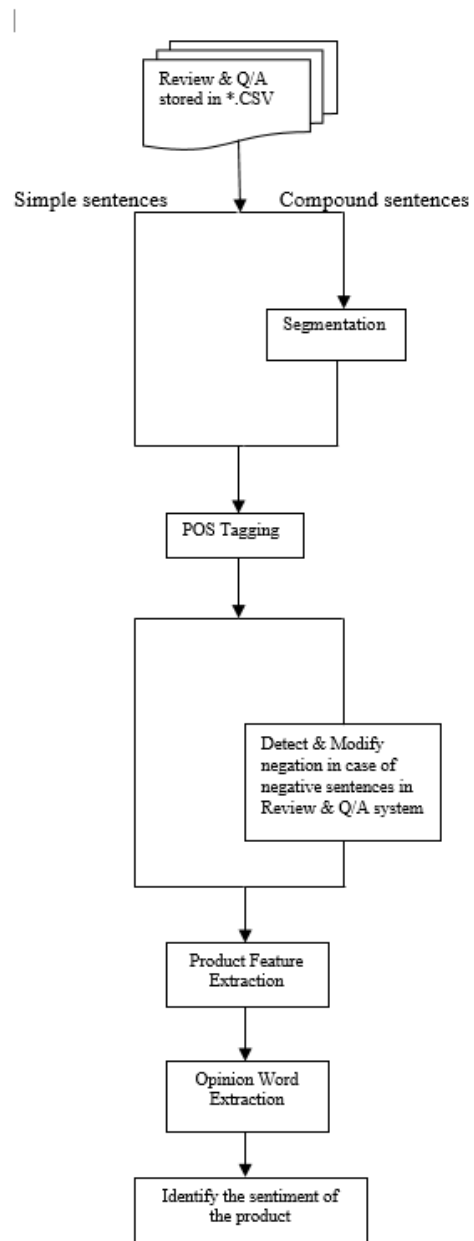 Review & Q/A
stored in *.CSV
Simple sentences
Compound sentences
Segmentation
POS Tagging
Detect & Modify
negation in case of
negative sentences in
Review & Q/A system
Product Feature
Extraction
Opinion Word
Extraction
Identify the sentiment of
the product